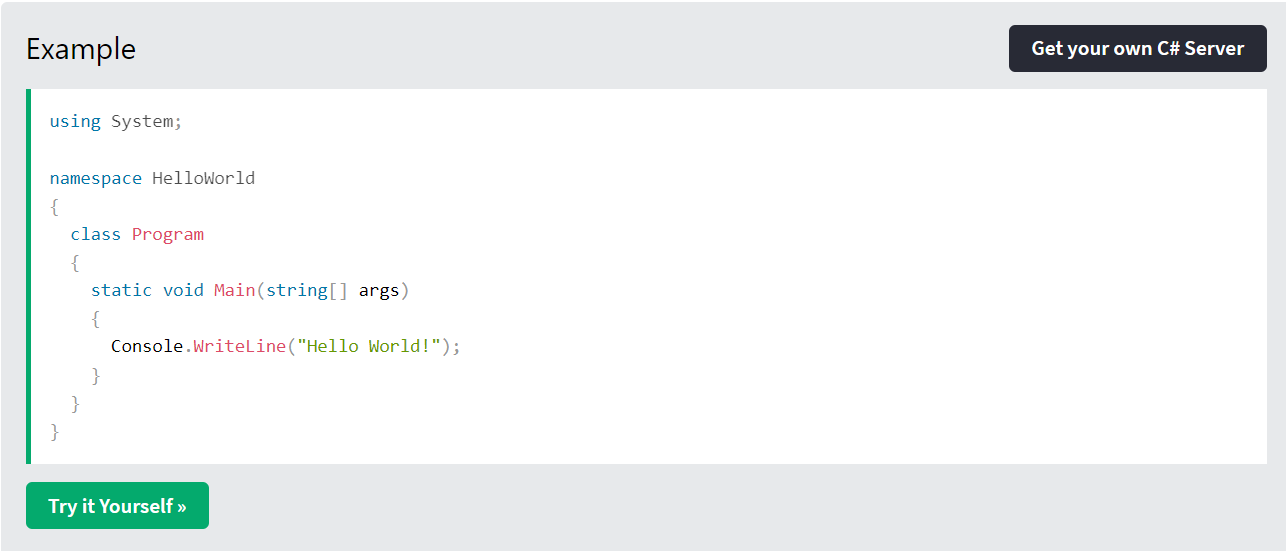 Example
Get your own C# Server
using System;
namespace HelloWorld
{
  class Program
  {
    static void Main(string[] args)
    {
      Console.WriteLine("Hello World!");
    }
  }
}
Try it Yourself »